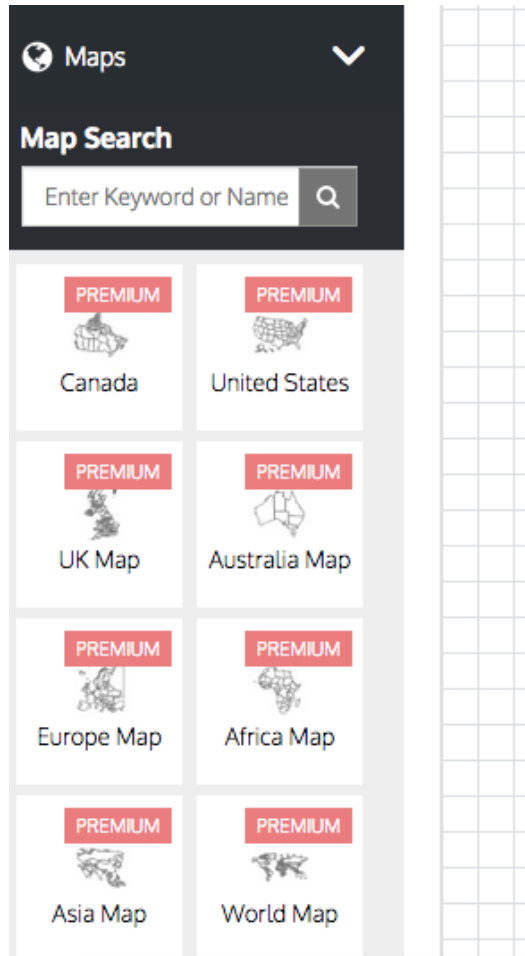 Maps
Map Search
Enter Keyword or Name
PREMIUM PREMIUM
Canada United States
PREMIUM PREMIUM
UK Map Australia Map
PREMIUM PREMIUM
Europe Map Africa Map
PREMIUM PREMIUM
Asia Map World Map